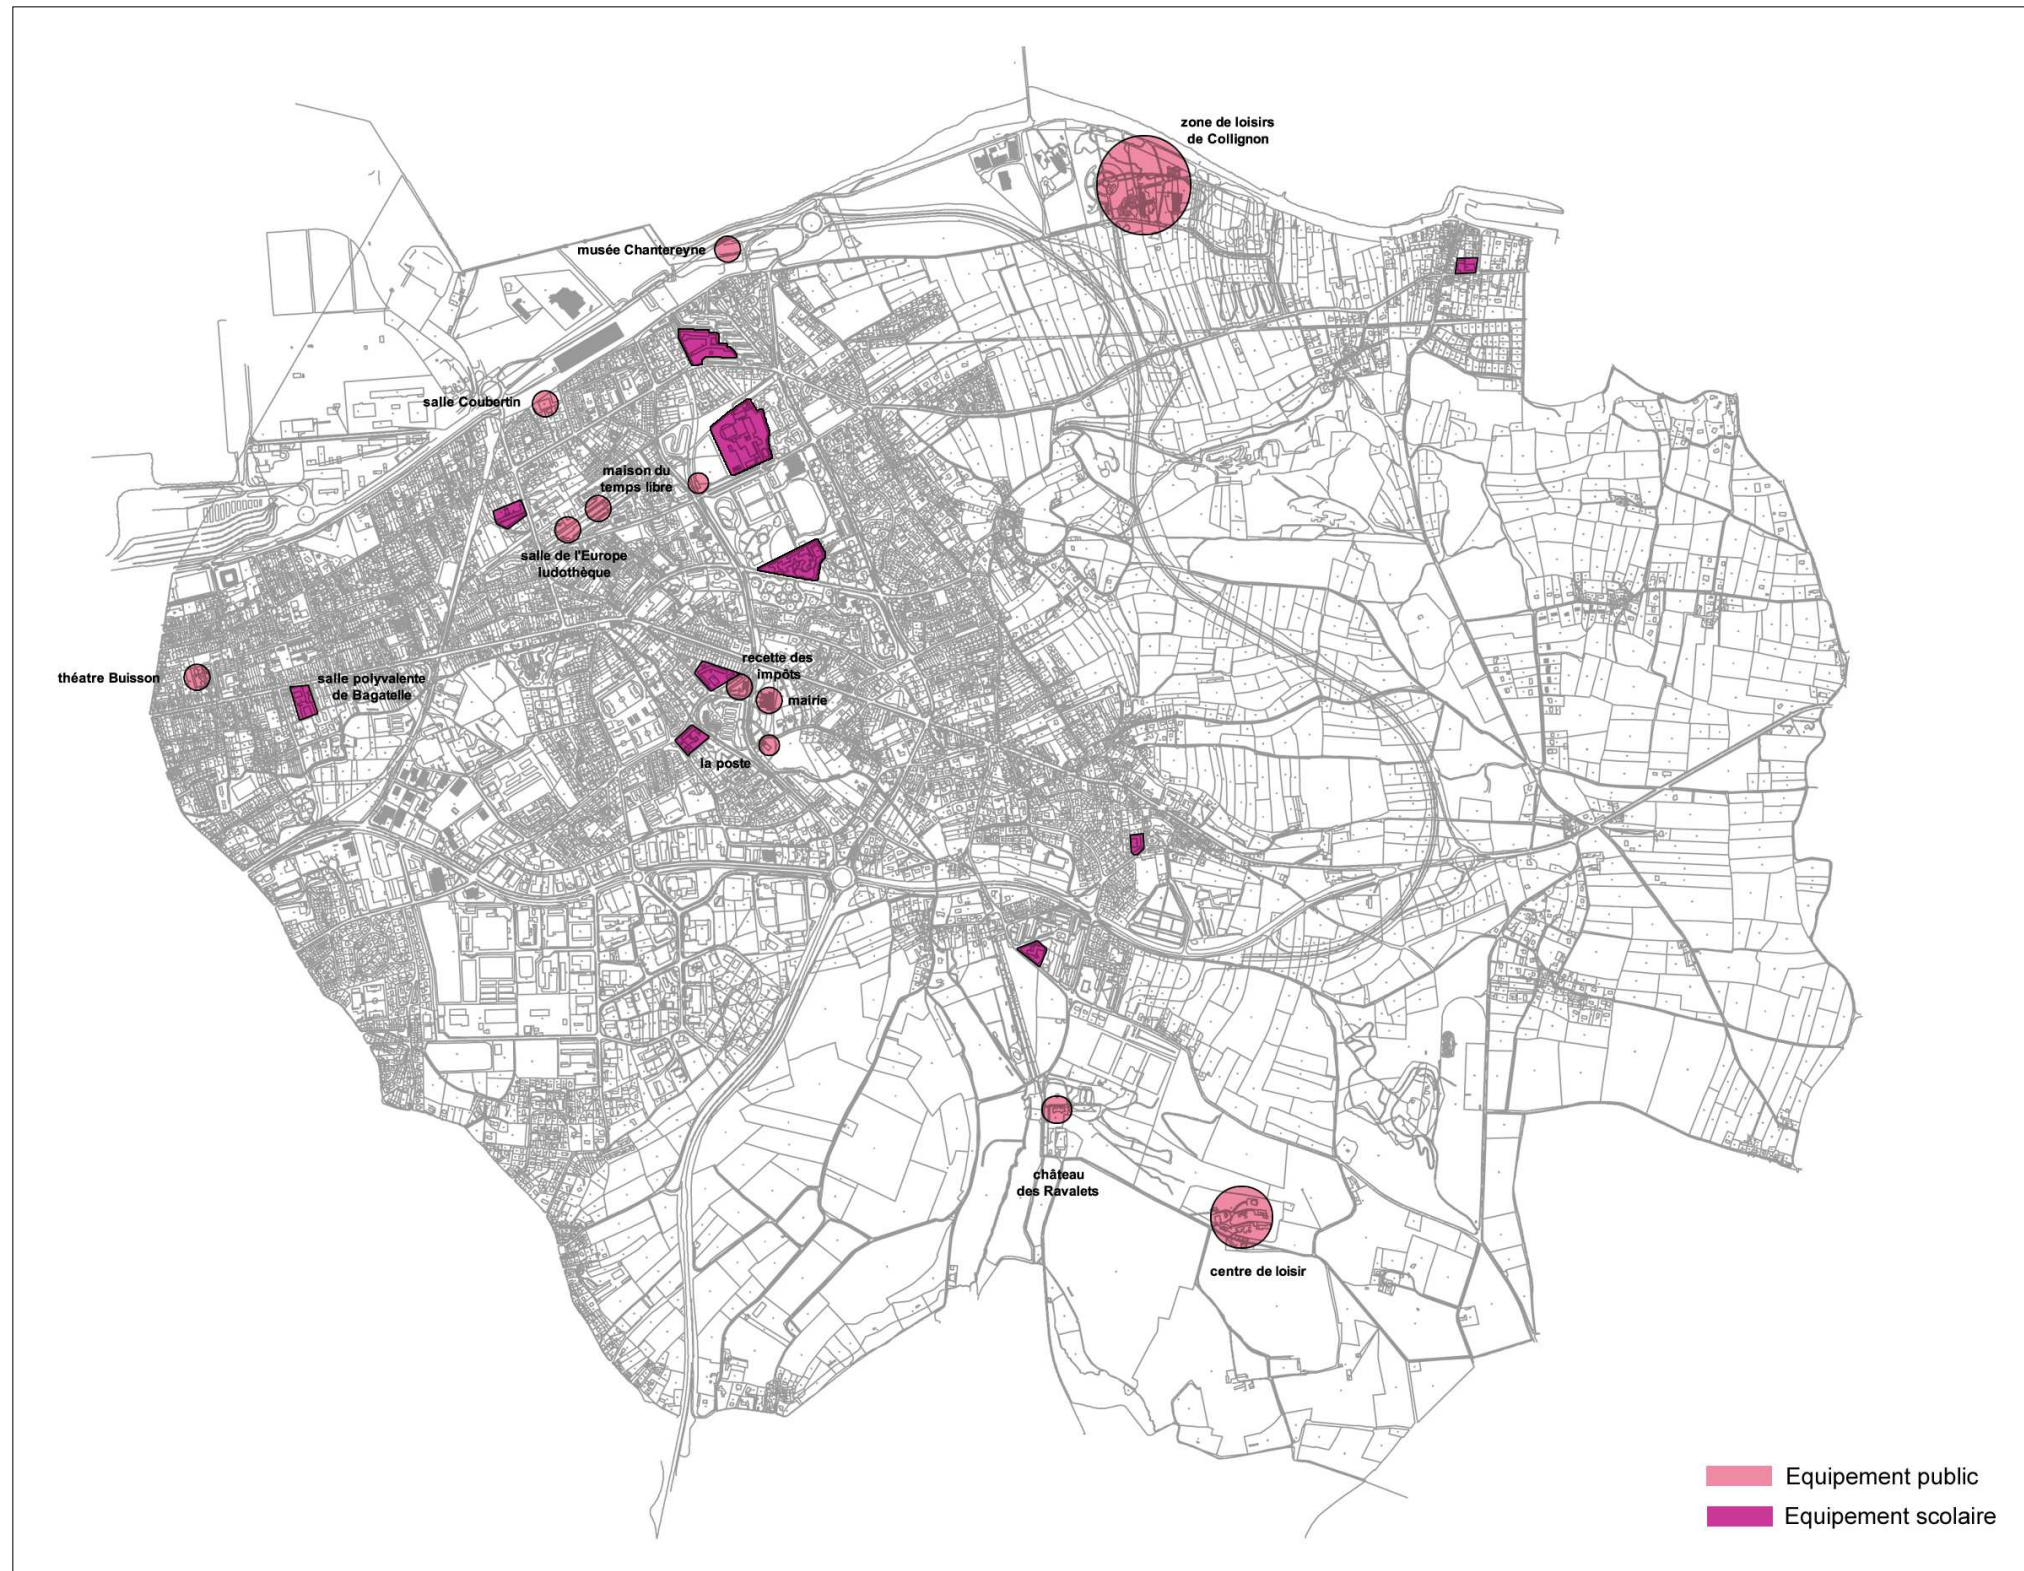 zone de loisirs
de Collignon
musée Chantereyne
salle Coubertin
maison du
temps libre
salle de l'Europe
ludothèque
recette des
impôts
théatre Buisson
salle polyvalente
de Bagatelle
mairie
la poste
château
des Ravalets
centre de loisir
Equipement public
Equipement scolaire